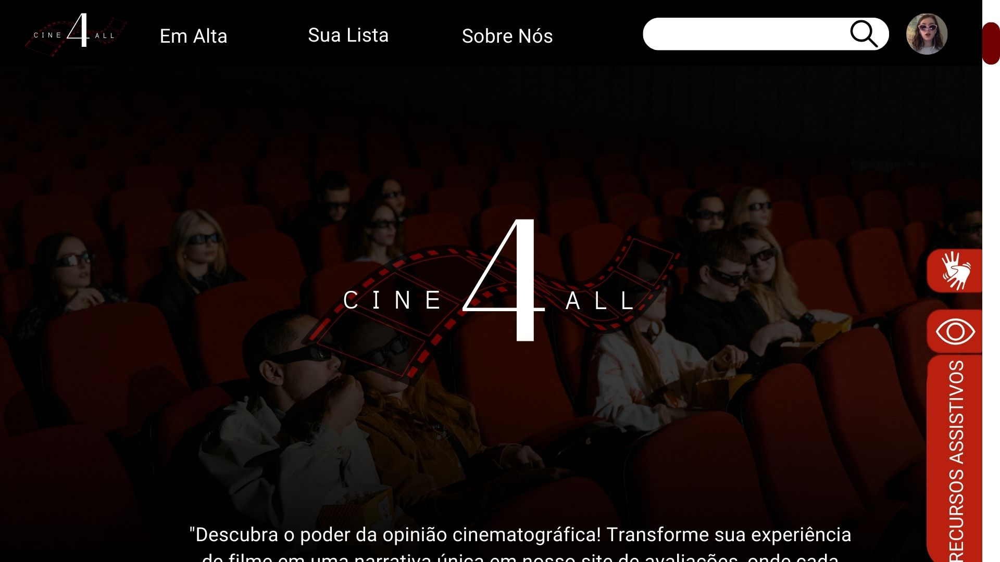 CINE 4 ALL
Em Alta
Sua Lista
Sobre Nós
CINE 4 ALL
RECURSOS ASSISTIVOS
"Descubra o poder da opinião cinematográfica! Transforme sua experiência
de filme em uma narrativa única em nosso site de avaliações, onde cada